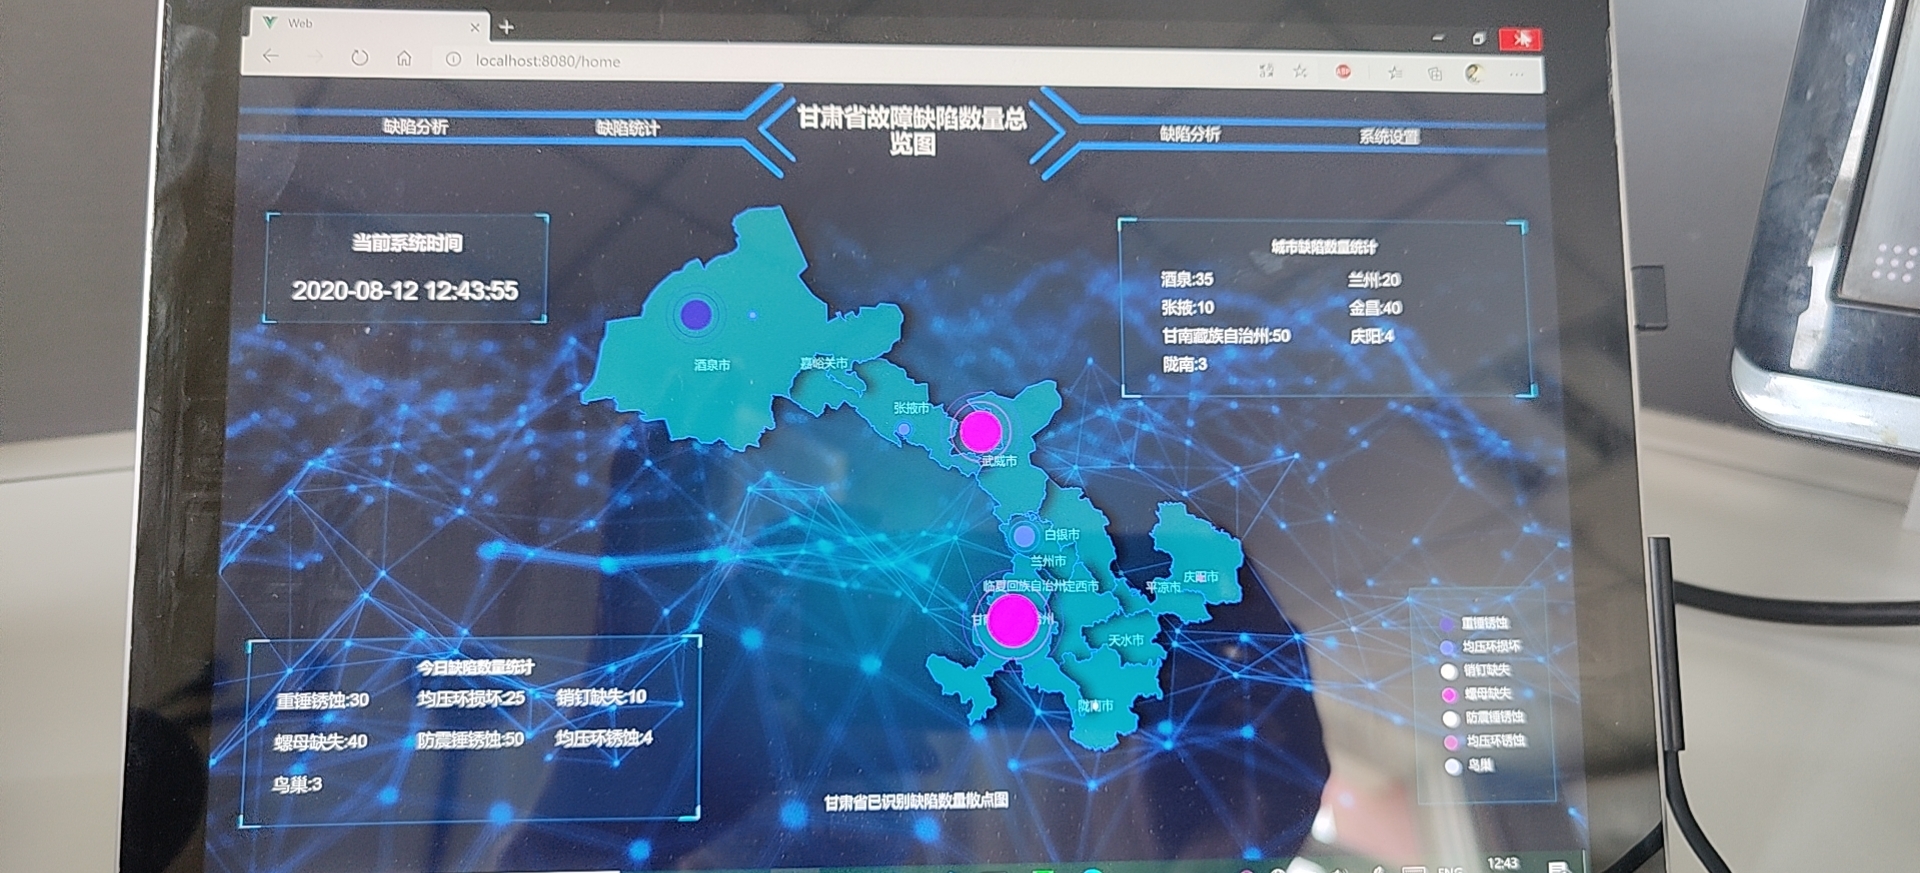 Web
localhost:8080/home
ABP
缺陷分析
缺陷统计
甘肃省故障缺陷数量总
览图
缺陷分析
系统设置
当前系统时间
2020-08-12 12:43:55
城市缺陷数量统计
酒泉:35 兰州:20
张掖:10 金昌:40
甘南藏族自治州:50 庆阳:4
陇南:3
酒泉市
嘉峪关市
张掖市
武威市
白银市
兰州市
临夏回族自治州
定西市
平凉市
庆阳市
甘
州
天水市
陇南市
今日缺陷数量统计
重锤锈蚀:30 均压环损坏:25 销钉缺失:10
螺母缺失:40 防震锤锈蚀:50 均压环锈蚀:4
鸟巢:3
甘肃省已识别缺陷数量散点图
重锤锈蚀
均压环损坏
销钉缺失
螺母缺失
防震锤锈蚀
均压环锈蚀
鸟巢
ENG
12:43